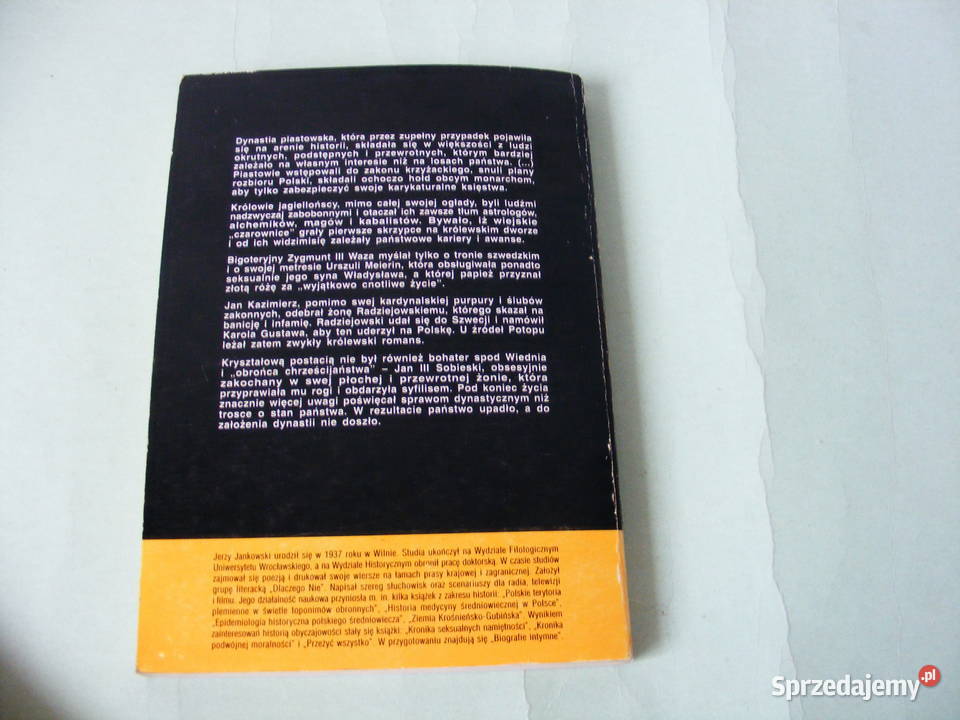 Dynastia piastowska, która przez zupełny przypadek pojawiła
się na arenie historii, składała się w większości z ludzi
okrutnych, podstępnych i przewrotnych, którym bardziej
zależało na własnym interesie niż na losach państwa. (...)
Piastowie wstępowali do zakonu krzyżackiego, snuli plany
rozbioru Polski, składali ochoczo hołd obcym monarchom,
aby tylko zabezpieczyć swoje karykaturalne księstwa.
Królowie jagiellońscy, mimo całej swojej ogłady, byli ludźmi
nadzwyczaj zabobonnymi i otaczał ich zawsze tłum astrologów,
alchemików, magów i kabalistów. Bywało, iż wiejskie
„czarownice" grały pierwsze skrzypce na królewskim dworze
i od ich widzimisię zależały państwowe kariery i awanse.
Bigoteryjny Zygmunt III Waza myślał tylko o tronie szwedzkim
i o swojej metresie Urszuli Meierin, która obsługiwała ponadto
seksualnie jego syna Władysława, a której papież przyznał
złotą różę za „wyjątkowo cnotliwe życie".
Jan Kazimierz, pomimo swej kardynalskiej purpury i ślubów
zakonnych, odebrał żonę Radziejowskiemu, którego skazał na
banicję i infamię. Radziejowski udał się do Szwecji i namówił
Karola Gustawa, aby ten uderzył na Polskę. U źródeł Potopu
leżał zatem zwykły królewski romans.
Kryształową postacią nie był również bohater spod Wiednia
i „obrońca chrześcijaństwa" – Jan III Sobieski, obsesyjnie
zakochany w swej płochej i przewrotnej żonie, która
przyprawiała mu rogi i obdarzyła syfilisem. Pod koniec życia
znacznie więcej uwagi poświęcał sprawom dynastycznym niż
trosce o stan państwa. W rezultacie państwo upadło, a do
założenia dynastii nie doszło.
Jerzy Jankowski urodził się w 1937 roku w Wilnie. Studia ukończył na Wydziale Filologicznym
Uniwersytetu Wrocławskiego, a na Wydziale Historycznym obronił pracę doktorską. W czasie studiów
zajmował się poezją i drukował swoje wiersze na łamach prasy krajowej i zagranicznej. Założył
grupę literacką „Dlaczego Nie". Napisał szereg słuchowisk oraz scenariuszy dla radia, telewizji
i filmu. Jego działalność naukowa przyniosła m. in. kilka książek z zakresu historii: „Polskie terytoria
plemienne w świetle toponimów obronnych", „Historia medycyny średniowiecznej w Polsce",
„Epidemiologia historyczna polskiego średniowiecza", „Ziemia Krośnieńsko-Gubińska". Wynikiem
zainteresowań historią obyczajowości stały się książki: „Kronika seksualnych namiętności", „Kronika
podwójnej moralności" i „Przeżyć wszystko". W przygotowaniu znajdują się „Biografie intymne".
Sprzedajemy.pl